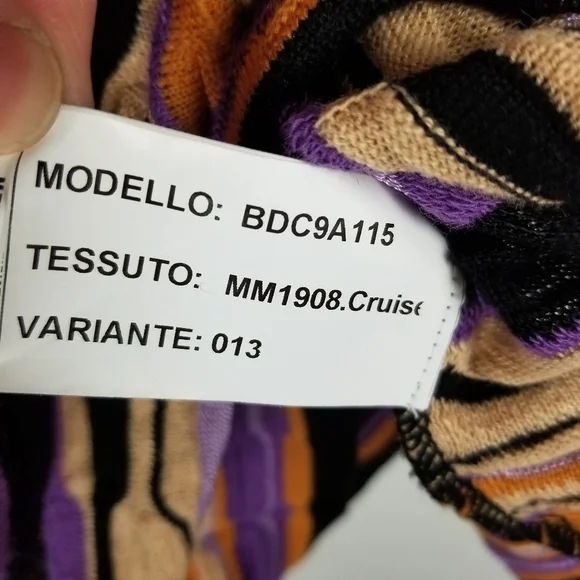 MODELLO: BDC9A115
TESSUTO: MM1908.Cruise
VARIANTE: 013